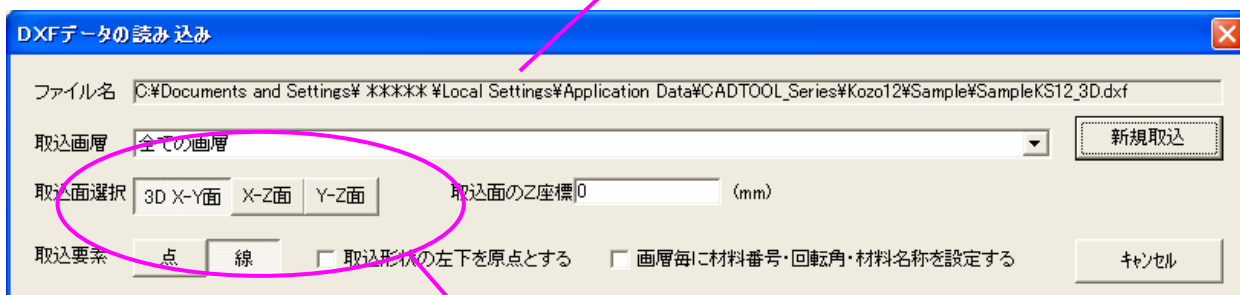 DXFデータの読み込み
ファイル名 C:¥Documents and Settings¥ ***** ¥Local Settings¥Application Data¥CADTOOL_Series¥Kozo12¥Sample¥SampleKS12_3D.dxf
取込画層 全ての画層 新規取込
取込面選択 3D X-Y面 X-Z面 Y-Z面 取込面のZ座標 0 (mm)
取込要素 点 線 取込形状の左下を原点とする 画層毎に材料番号・回転角・材料名称を設定する キャンセル